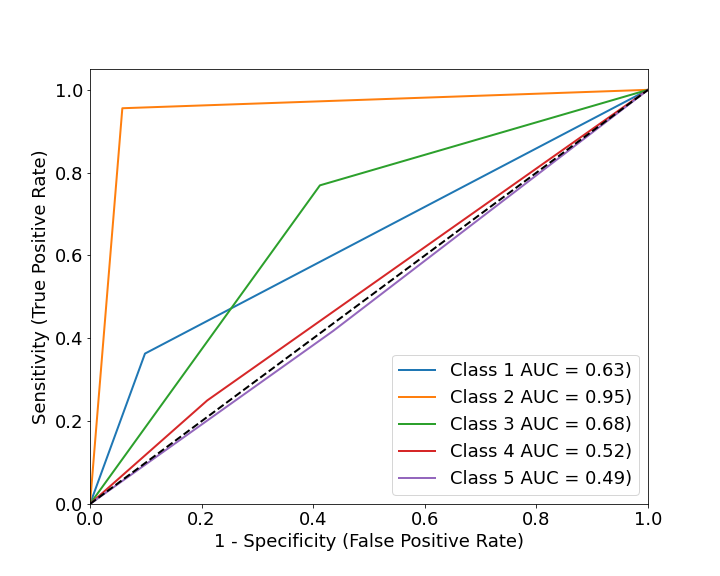 1.0
0.8
0.6
0.4
0.2
0.0
Sensitivity (True Positive Rate)
Class 1 AUC = 0.63)
Class 2 AUC = 0.95)
Class 3 AUC = 0.68)
Class 4 AUC = 0.52)
Class 5 AUC = 0.49)
0.0 0.2 0.4 0.6 0.8 1.0
1 - Specificity (False Positive Rate)